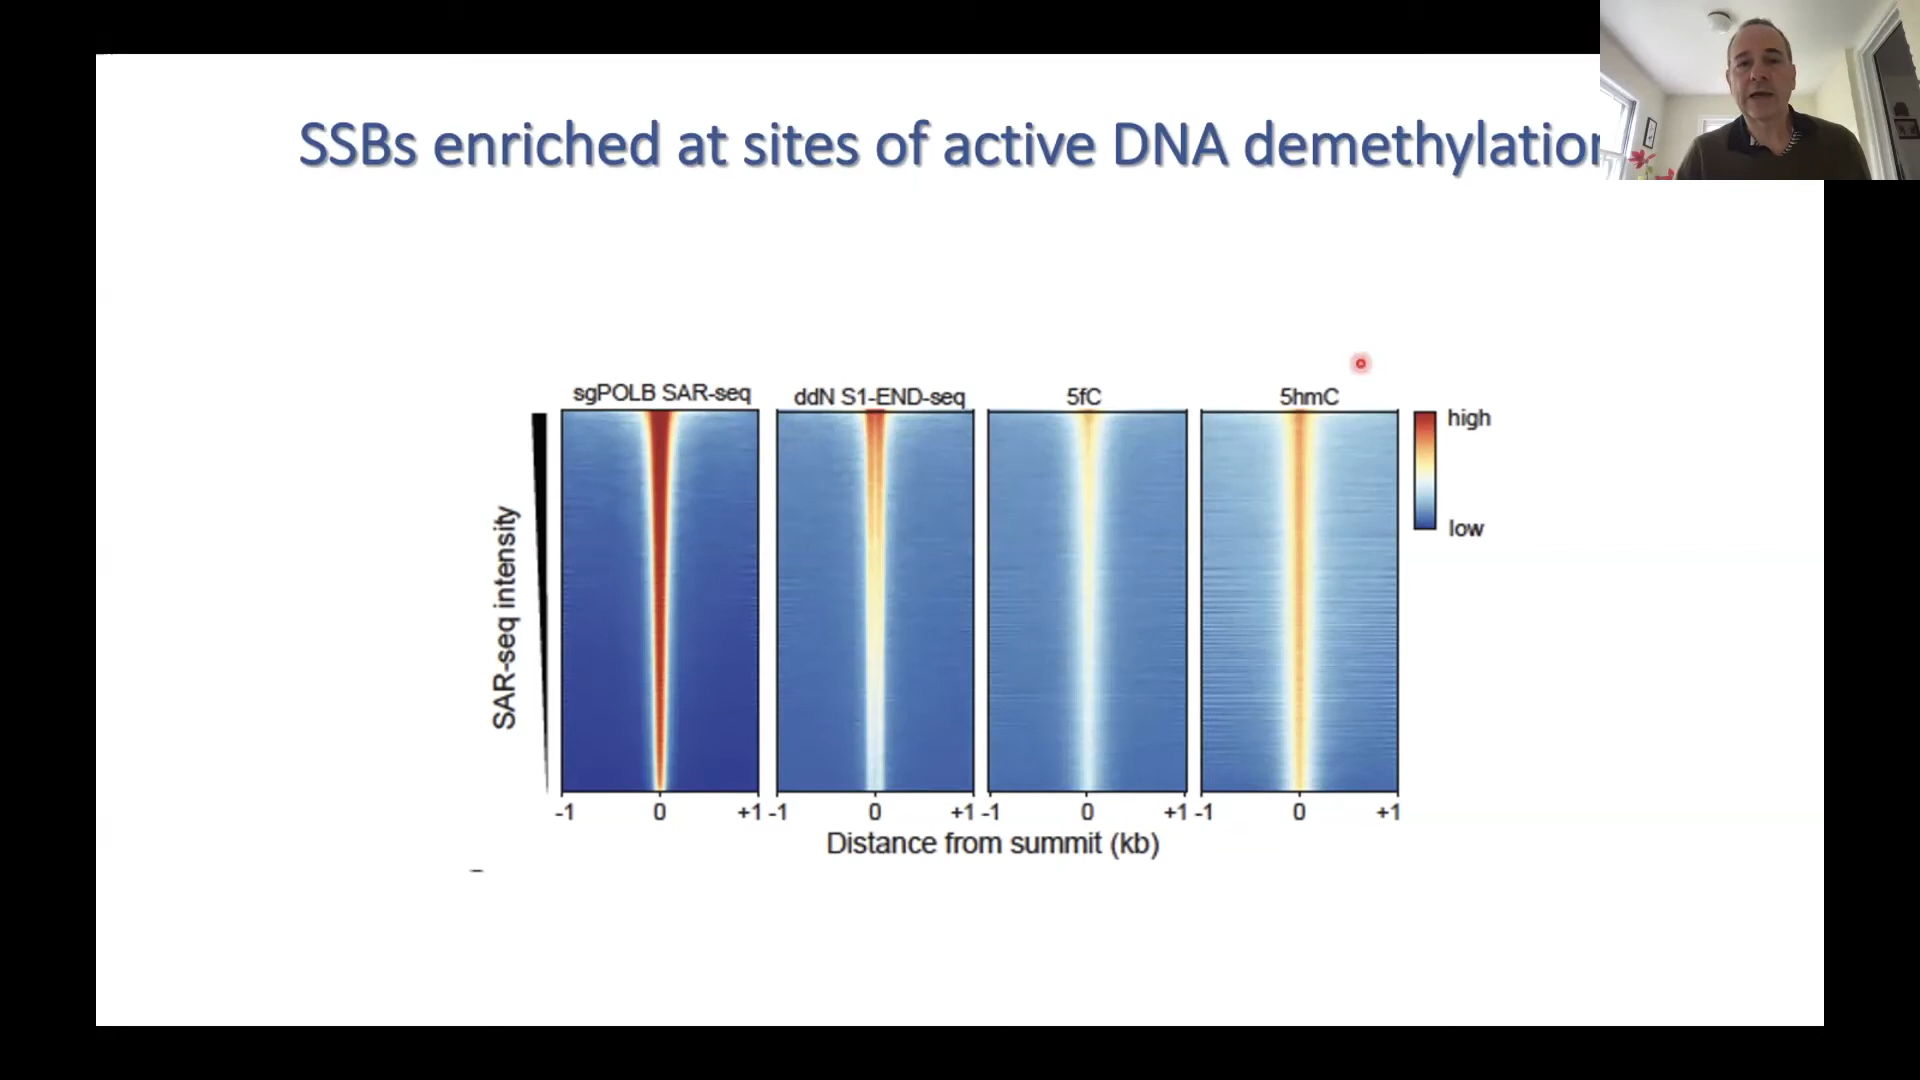 SSBs enriched at sites of active DNA demethylation
sgPOLB SAR-seq
ddN S1-END-seq
5fC
5hmC
high
low
SAR-seq intensity
-1 0 +1 -1 0 +1 -1 0 +1 -1 0 +1
Distance from summit (kb)